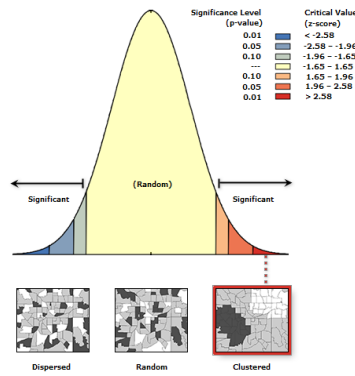 Significance Level
(p-value)
Critical Value
(z-score)
0.01 < -2.58
0.05 -2.58 - -1.96
0.10 -1.96 - -1.65
--- -1.65 - 1.65
0.10 1.65 - 1.96
0.05 1.96 - 2.58
0.01 > 2.58
(Random)
Significant
Significant
Dispersed
Random
Clustered